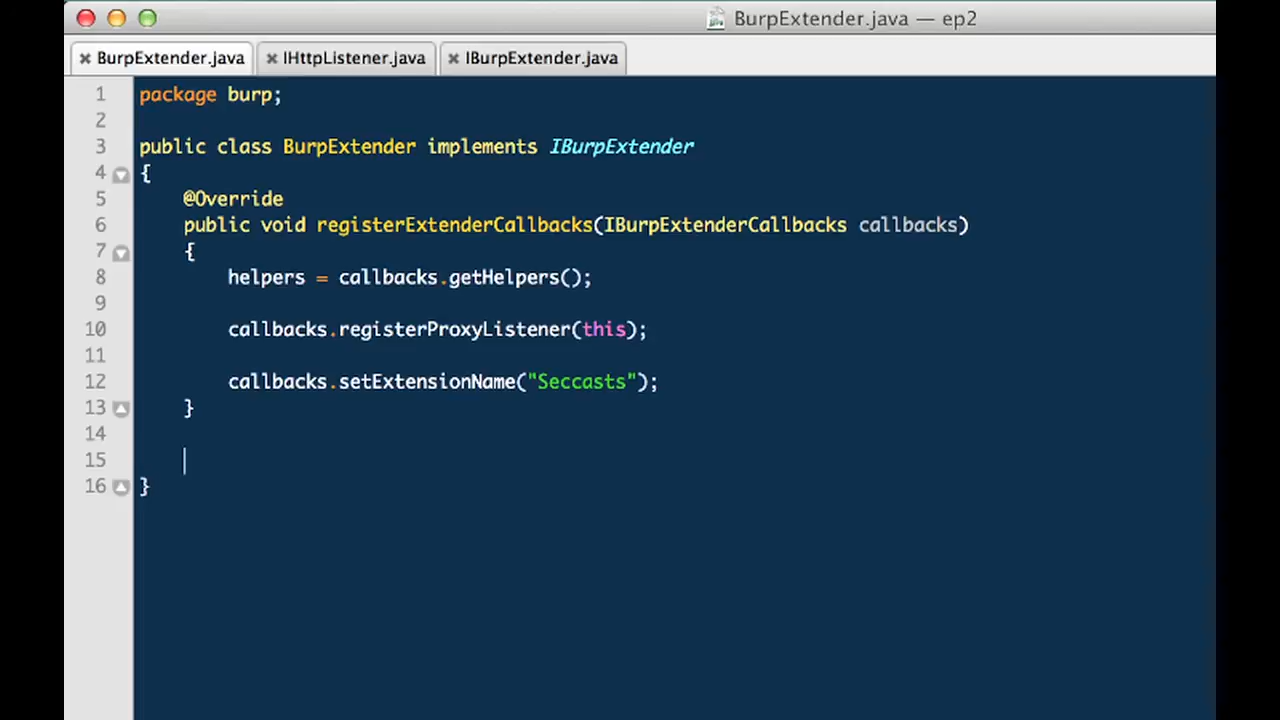 BurpExtender.java — ep2
BurpExtender.java IHttpListener.java IBurpExtender.java
1 package burp;
2
3 public class BurpExtender implements IBurpExtender
4 {
5 @Override
6 public void registerExtenderCallbacks(IBurpExtenderCallbacks callbacks)
7 {
8 helpers = callbacks.getHelpers();
9
10 callbacks.registerProxyListener(this);
11
12 callbacks.setExtensionName("Seccasts");
13 }
14
15
16 }